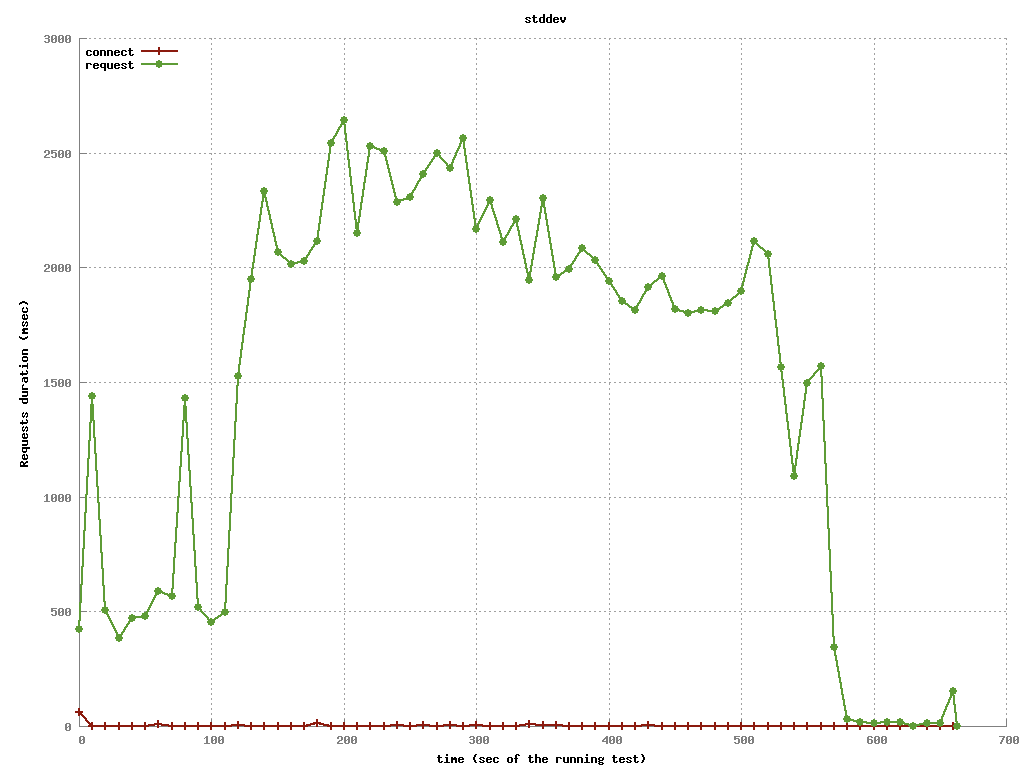 stddev
connect
request
3000
2500
2000
1500
1000
500
0
Requests duration (msec)
0 100 200 300 400 500 600 700
time (sec of the running test)